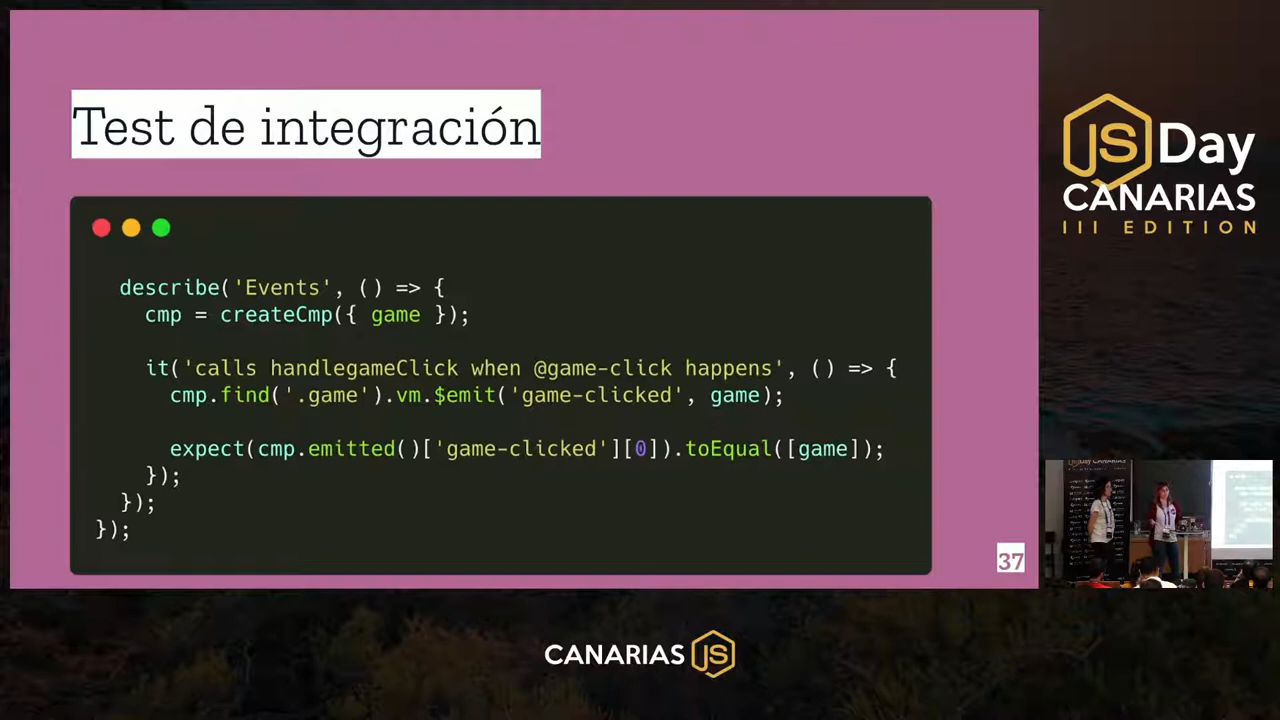 Test de integración
describe('Events', () => {
cmp = createCmp({ game });
it('calls handlegameClick when @game-click happens', () => {
cmp.find('.game').vm.$emit('game-clicked', game);
expect(cmp.emitted()['game-clicked'][0]).toEqual([game]);
});
});
});
37
JS Day
CANARIAS
III EDITION
CANARIAS JS